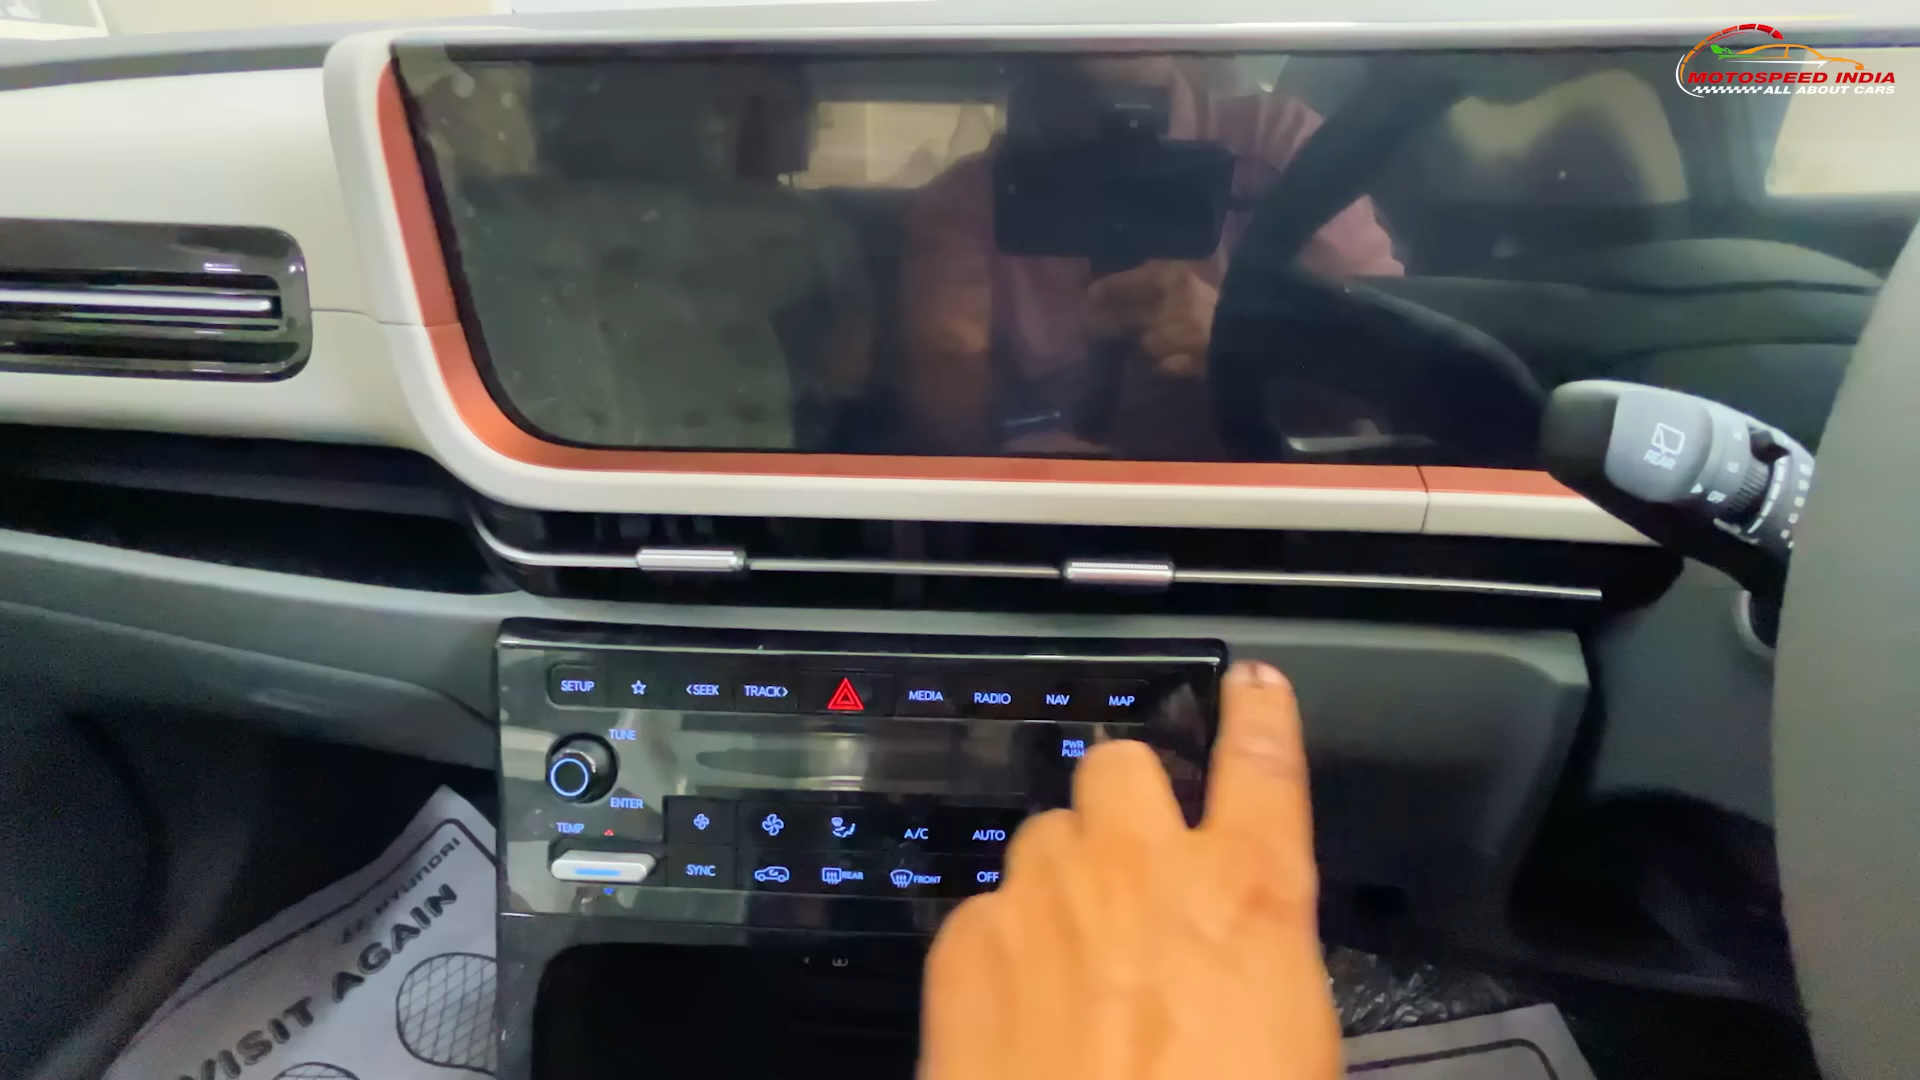 MOTOSPEED INDIA
ALL ABOUT CARS
REAR
OFF
SETUP ☆ <SEEK TRACK> MEDIA RADIO NAV MAP
TUNE
PWR
PUSH
ENTER
TEMP
A/C AUTO
SYNC REAR FRONT OFF
HYUNDAI
VISIT AGAIN